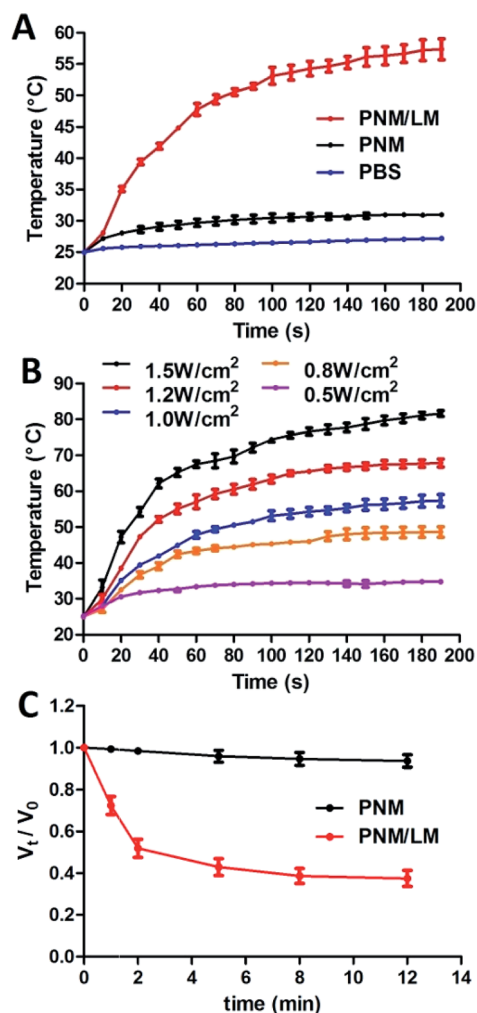 A
60
55
50
45
40
35
30
25
20
Temperature (°C)
PNM/LM
PNM
PBS
0 20 40 60 80 100 120 140 160 180 200
Time (s)
B
1.5W/cm² 0.8W/cm²
1.2W/cm² 0.5W/cm²
1.0W/cm²
90
80
70
60
50
40
30
20
Temperature (°C)
0 20 40 60 80 100 120 140 160 180 200
Time (s)
C
1.2
1.0
0.8
0.6
0.4
0.2
0.0
Vt / V0
PNM
PNM/LM
0 2 4 6 8 10 12 14
time (min)